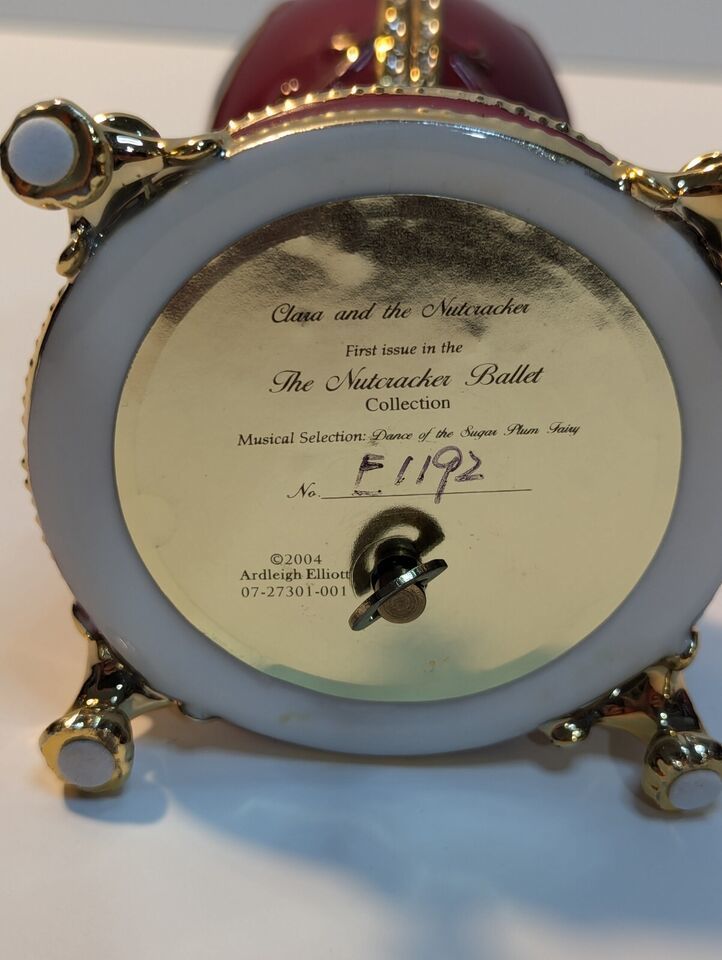 Clara and the Nutcracker
First issue in the
The Nutcracker Ballet
Collection
Musical Selection: Dance of the Sugar Plum Fairy
No. F1192
©2004
Ardleigh Elliott
07-27301-001